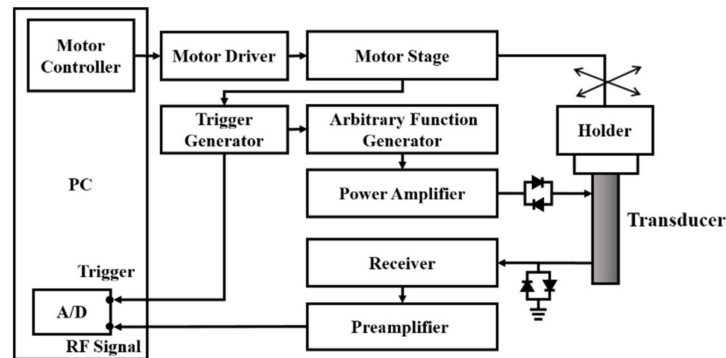 Motor
Controller
Motor Driver
Motor Stage
Trigger
Generator
Arbitrary Function
Generator
Holder
PC
Power Amplifier
Transducer
Receiver
Trigger
A/D
Preamplifier
RF Signal